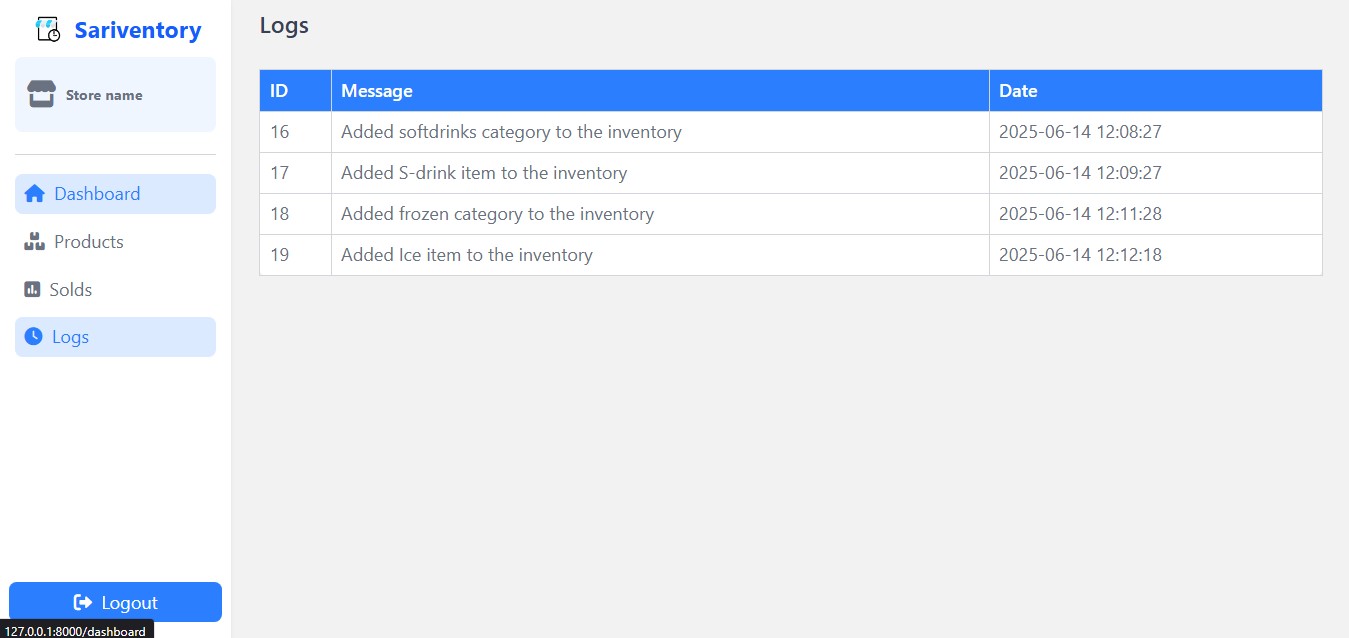 Sariventory
Store name
Dashboard
Products
Solds
Logs
Logout
127.0.0.1:8000/dashboard
Logs
ID Message Date
16 Added softdrinks category to the inventory 2025-06-14 12:08:27
17 Added S-drink item to the inventory 2025-06-14 12:09:27
18 Added frozen category to the inventory 2025-06-14 12:11:28
19 Added Ice item to the inventory 2025-06-14 12:12:18